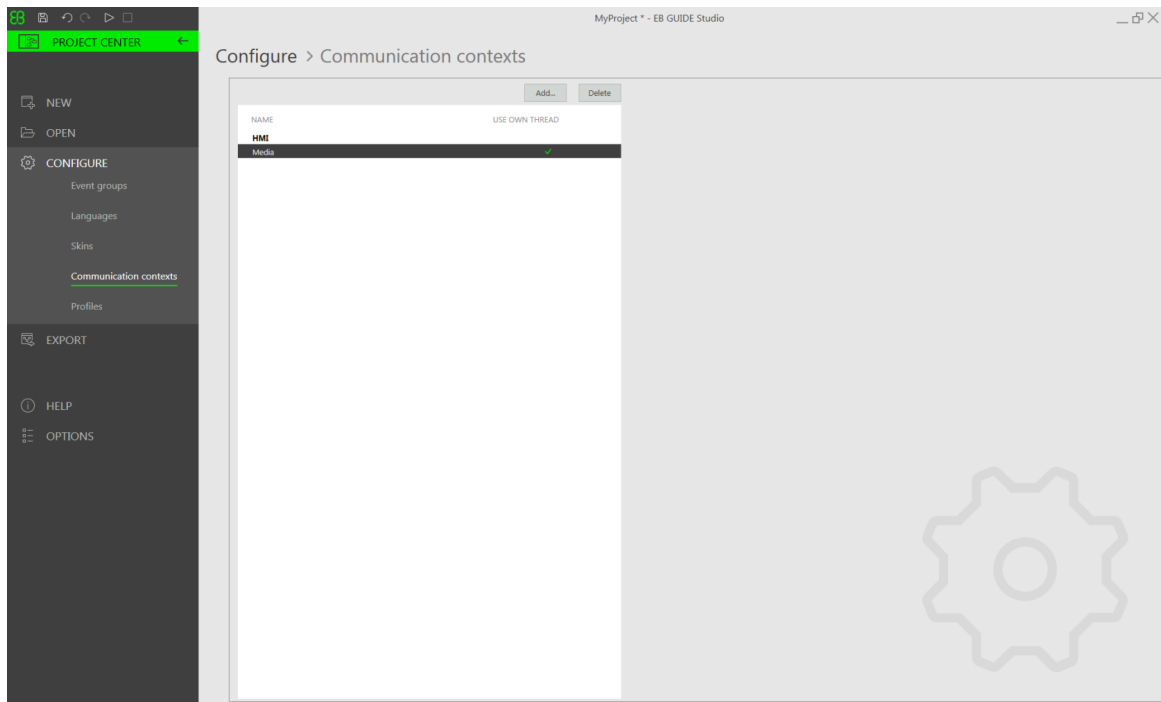 EB
MyProject * - EB GUIDE Studio
PROJECT CENTER
Configure > Communication contexts
Add...
Delete
NEW
OPEN
CONFIGURE
Event groups
Languages
Skins
Communication contexts
Profiles
EXPORT
HELP
OPTIONS
NAME
USE OWN THREAD
HMI
Media